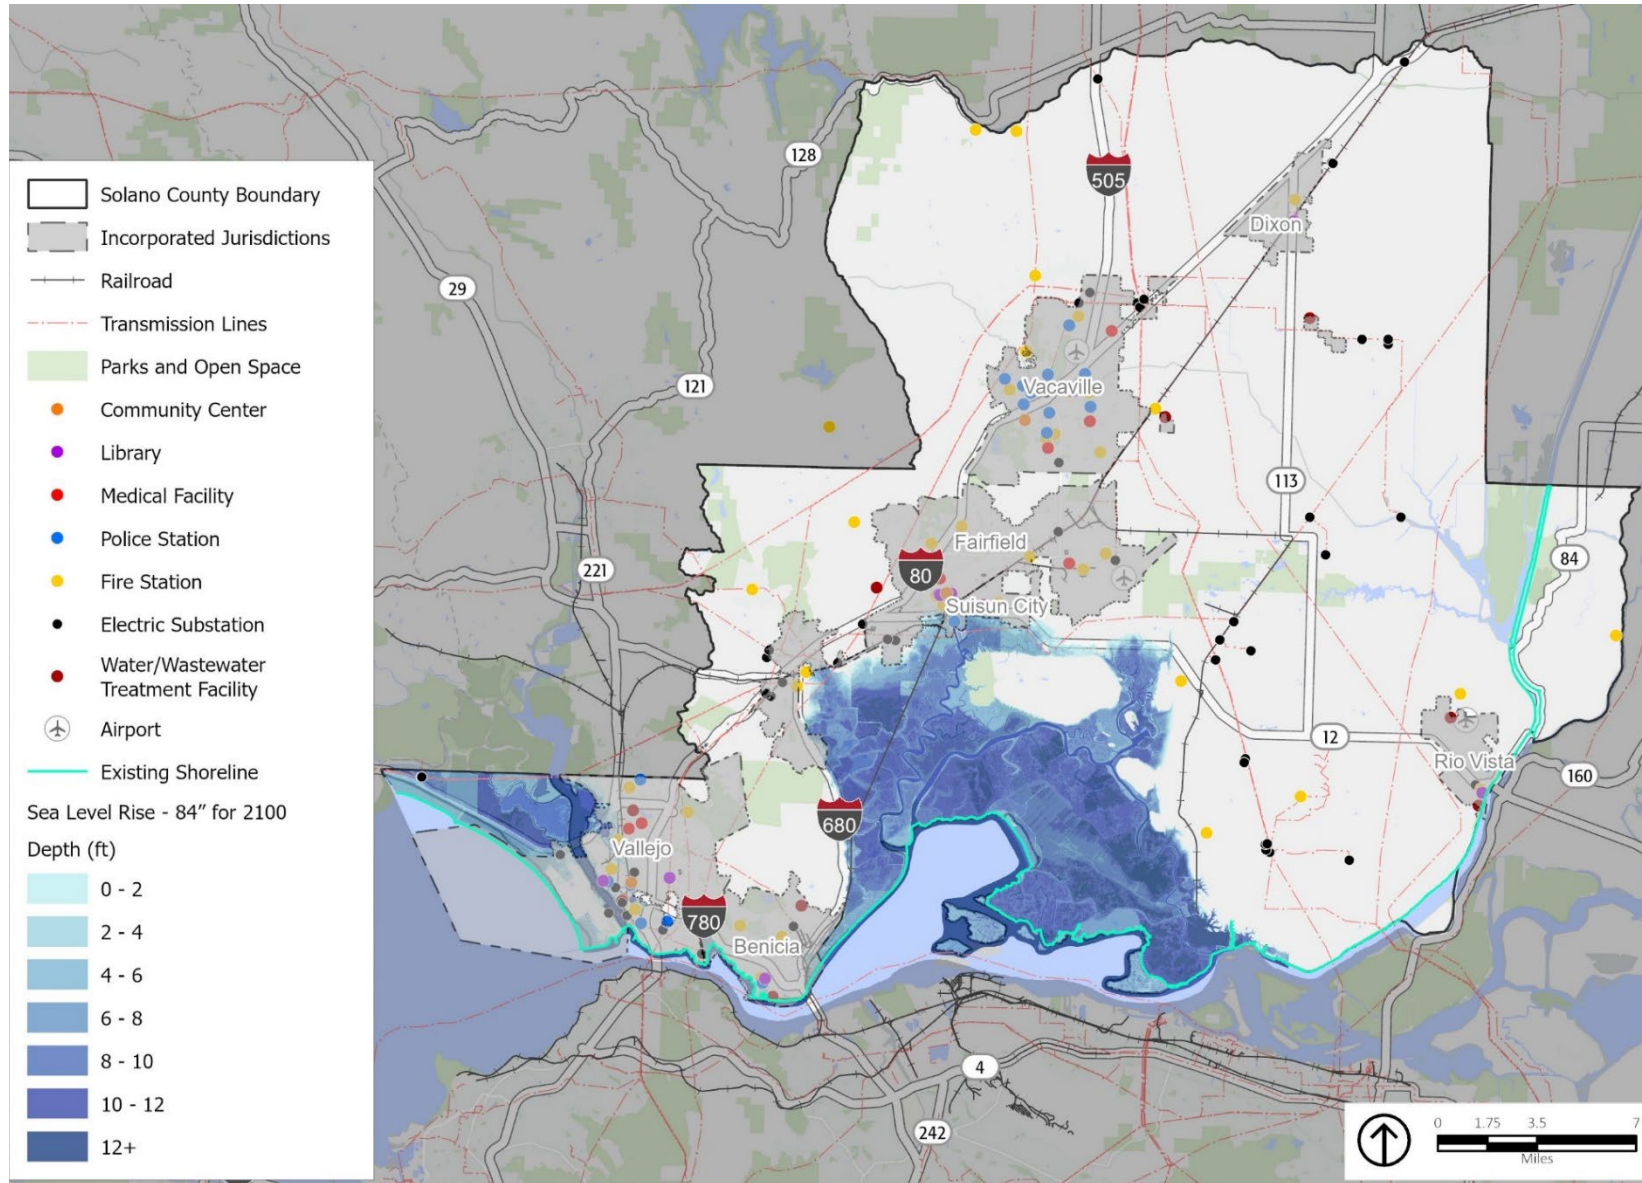 Solano County Boundary
Incorporated Jurisdictions
Railroad
Transmission Lines
Parks and Open Space
Community Center
Library
Medical Facility
Police Station
Fire Station
Electric Substation
Water/Wastewater
Treatment Facility
Airport
Existing Shoreline
Sea Level Rise - 84” for 2100
Depth (ft)
0 - 2
2 - 4
4 - 6
6 - 8
8 - 10
10 - 12
12+
128
505
29
Dixon
121
Vacaville
113
Fairfield
80
84
221
Suisun City
12
Rio Vista
160
680
Vallejo
780
Benicia
4
242
0 1.75 3.5 7
Miles